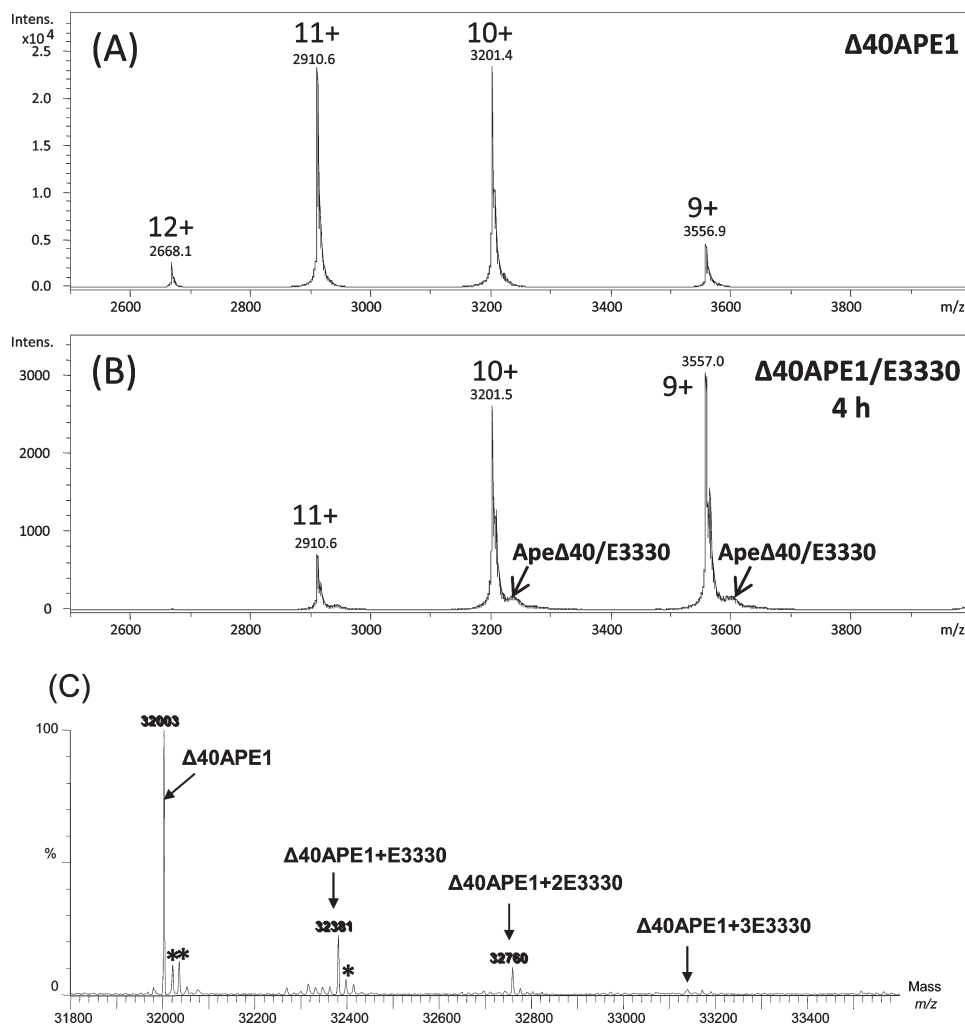 Intens.
x10⁴
(A)
11+
2910.6
10+
3201.4
Δ40APE1
2.5
2.0
1.5
1.0
0.5
0.0
12+
2668.1
9+
3556.9
2600 2800 3000 3200 3400 3600 3800 m/z
Intens.
(B)
10+
3201.5
3557.0
9+
Δ40APE1/E3330
4 h
3000
2000
1000
0
11+
2910.6
ApeΔ40/E3330
ApeΔ40/E3330
2600 2800 3000 3200 3400 3600 3800 m/z
(C)
32003
100
Δ40APE1
%
Δ40APE1+E3330
32381
Δ40APE1+2E3330
32760
Δ40APE1+3E3330
**
*
0
Mass
m/z
31800 32000 32200 32400 32600 32800 33000 33200 33400